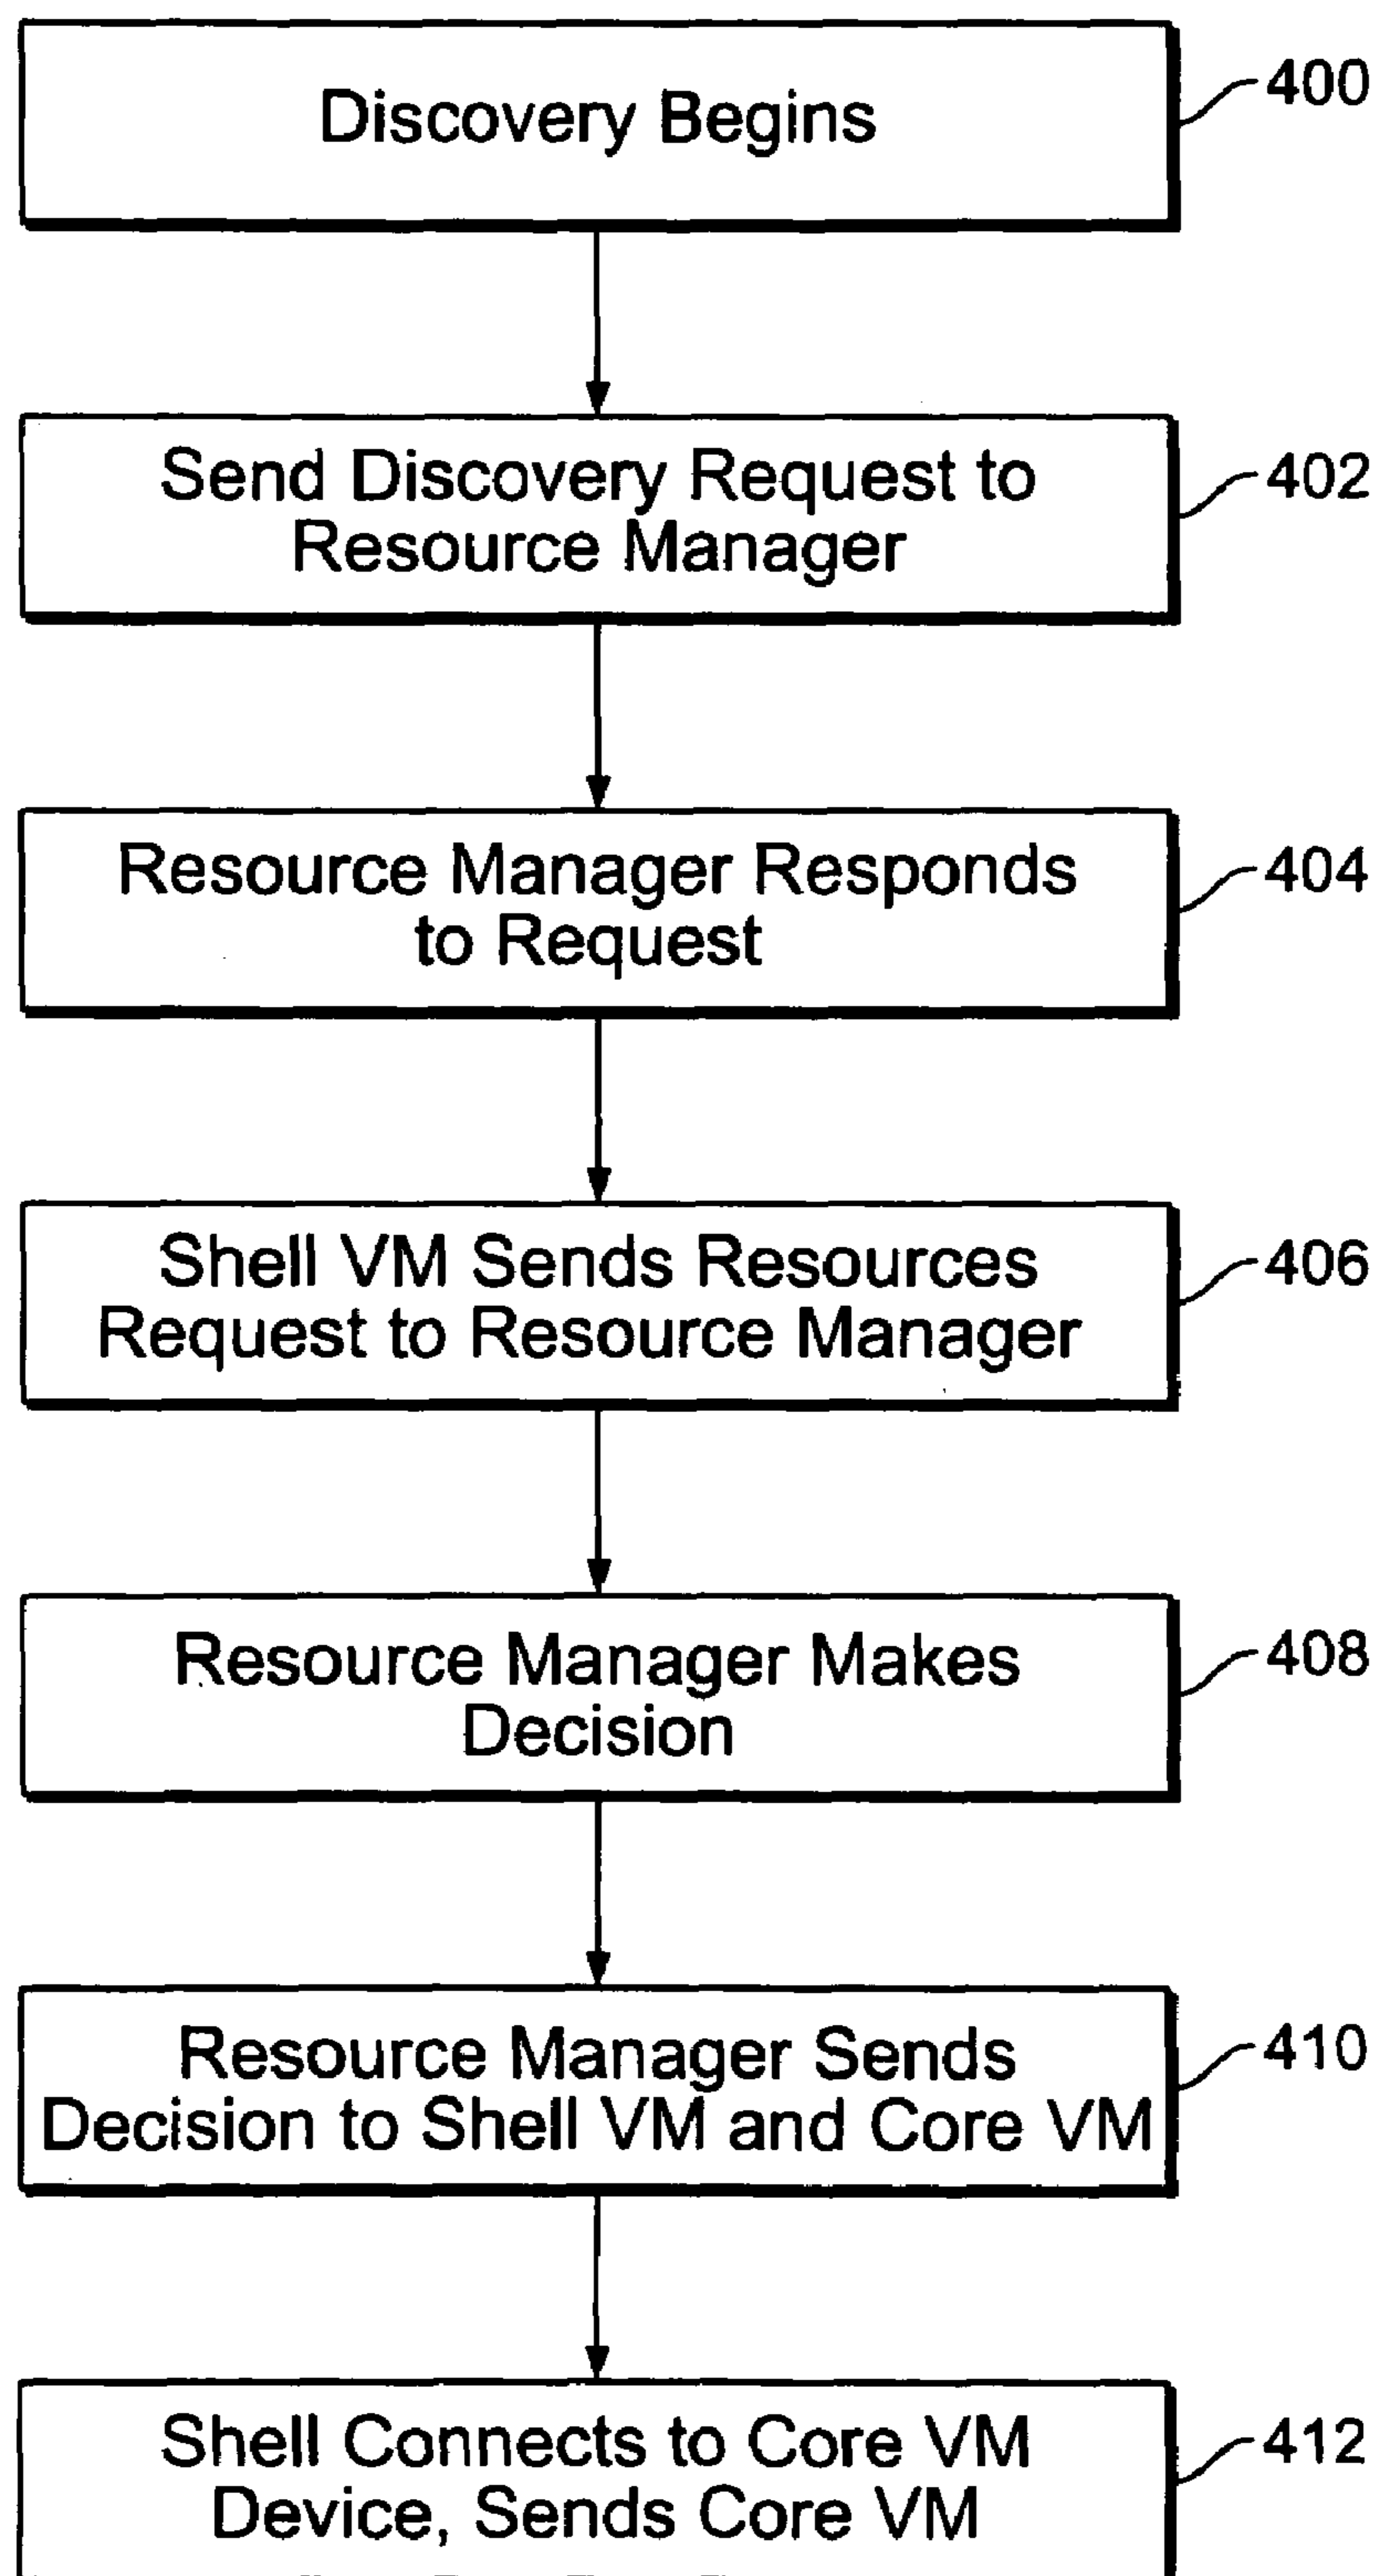 Discovery Begins
400
Send Discovery Request to
Resource Manager
402
Resource Manager Responds
to Request
404
Shell VM Sends Resources
Request to Resource Manager
406
Resource Manager Makes
Decision
408
Resource Manager Sends
Decision to Shell VM and Core VM
410
Shell Connects to Core VM
Device, Sends Core VM
412